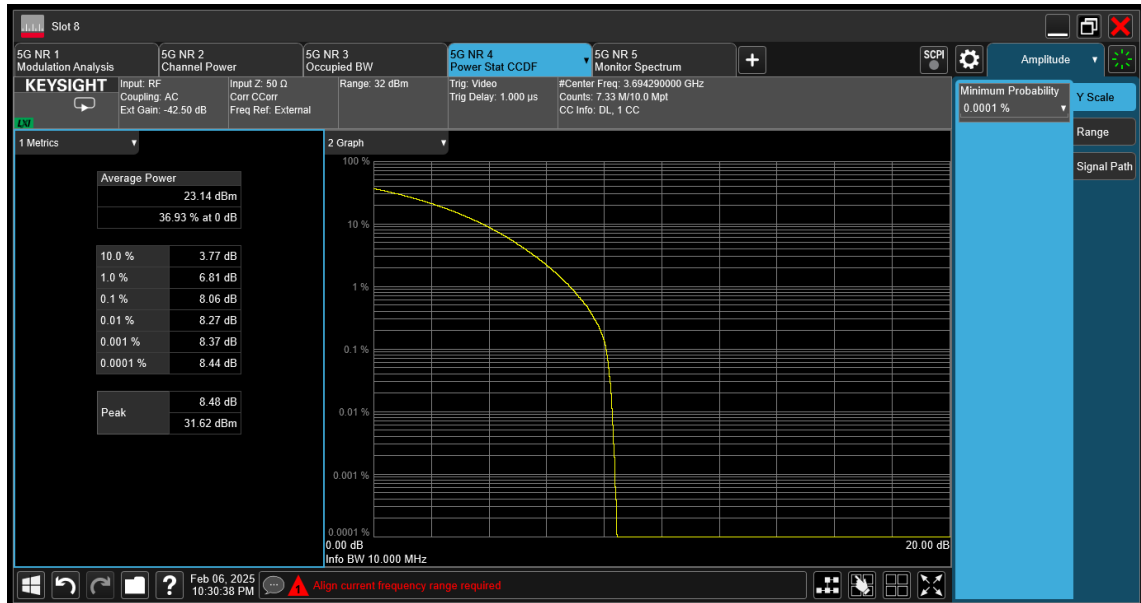 Slot 8
5G NR 1
Modulation Analysis
5G NR 2
Channel Power
5G NR 3
Occupied BW
5G NR 4
Power Stat CCDF
5G NR 5
Monitor Spectrum
SCPI
Amplitude
KEYSIGHT
LXI
Input: RF
Coupling: AC
Ext Gain: -42.50 dB
Input Z: 50 Ω
Corr CCorr
Freq Ref: External
Range: 32 dBm
Trig: Video
Trig Delay: 1.000 µs
#Center Freq: 3.694290000 GHz
Counts: 7.33 M/10.0 Mpt
CC Info: DL, 1 CC
Minimum Probability
0.0001 %
Y Scale
Range
Signal Path
1 Metrics
Average Power
23.14 dBm
36.93 % at 0 dB
10.0 % 3.77 dB
1.0 % 6.81 dB
0.1 % 8.06 dB
0.01 % 8.27 dB
0.001 % 8.37 dB
0.0001 % 8.44 dB
Peak
8.48 dB
31.62 dBm
2 Graph
100 %
10 %
1 %
0.1 %
0.01 %
0.001 %
0.0001 %
0.00 dB 20.00 dB
Info BW 10.000 MHz
?
Feb 06, 2025
10:30:38 PM
1
Align current frequency range required